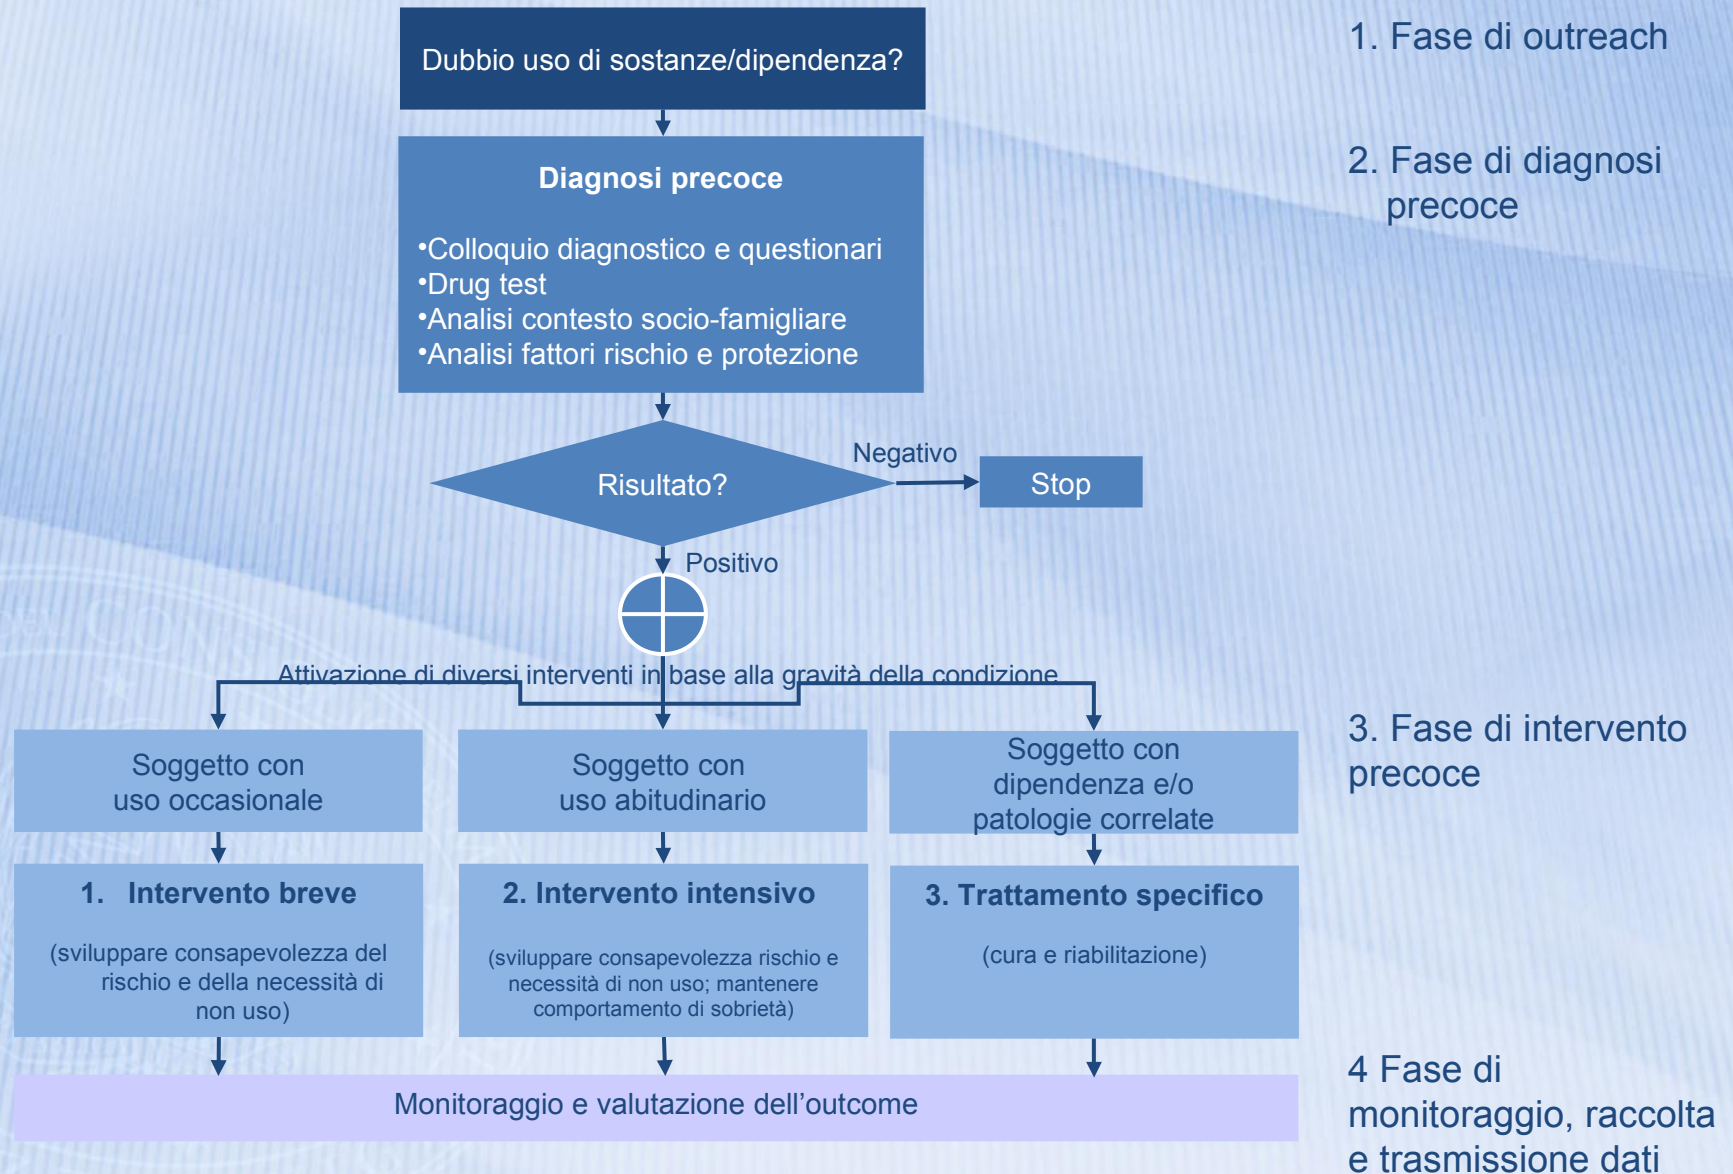 Dubbio uso di sostanze/dipendenza?
1. Fase di outreach
Diagnosi precoce
•Colloquio diagnostico e questionari
•Drug test
•Analisi contesto socio-famigliare
•Analisi fattori rischio e protezione
2. Fase di diagnosi
precoce
Risultato?
Negativo
Stop
Positivo
Attivazione di diversi interventi in base alla gravità della condizione
Soggetto con
uso occasionale
Soggetto con
uso abitudinario
Soggetto con
dipendenza e/o
patologie correlate
3. Fase di intervento
precoce
1. Intervento breve
(sviluppare consapevolezza del
rischio e della necessità di
non uso)
2. Intervento intensivo
(sviluppare consapevolezza rischio e
necessità di non uso; mantenere
comportamento di sobrietà)
3. Trattamento specifico
(cura e riabilitazione)
Monitoraggio e valutazione dell’outcome
4 Fase di
monitoraggio, raccolta
e trasmissione dati